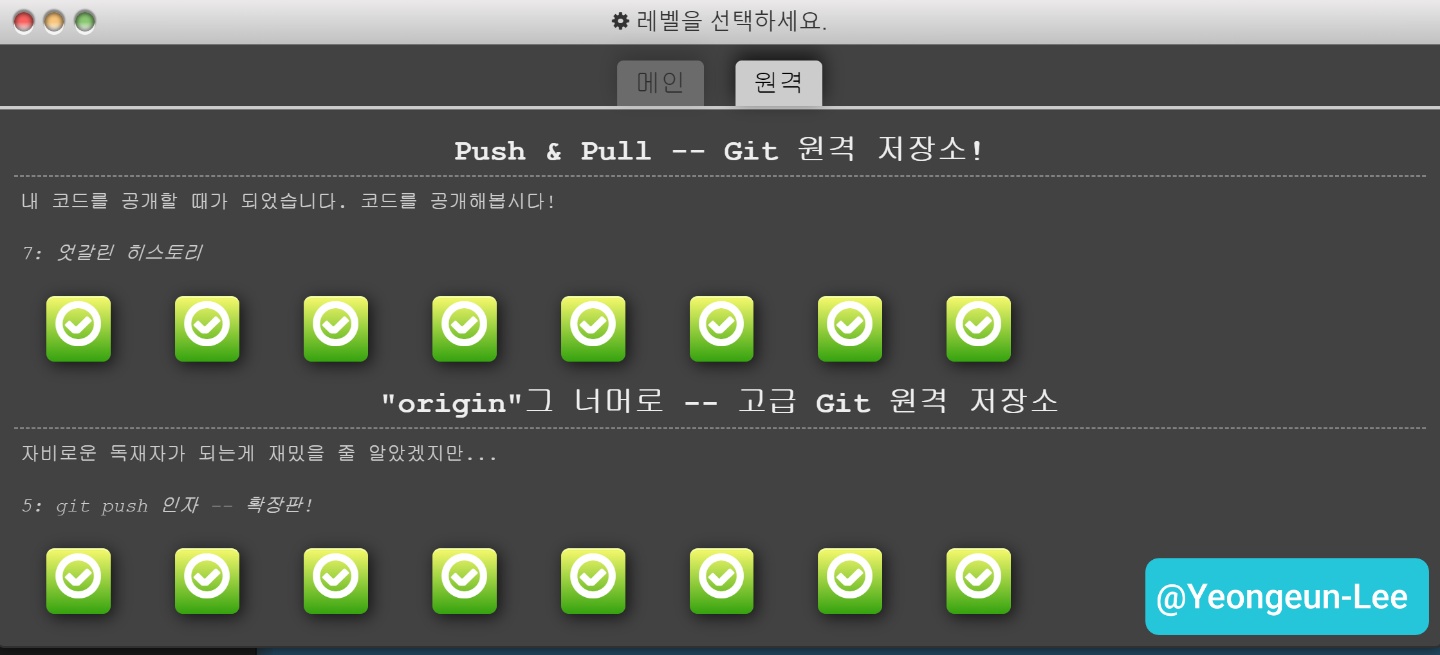 레벨을 선택하세요.
메인
원격
Push & Pull -- Git 원격 저장소!
내 코드를 공개할 때가 되었습니다. 코드를 공개해봅시다!
7: 엇갈린 히스토리
"origin"그 너머로 -- 고급 Git 원격 저장소
자비로운 독재자가 되는게 재밌을 줄 알았겠지만...
5: git push 인자 -- 확장판!
@Yeongeun-Lee